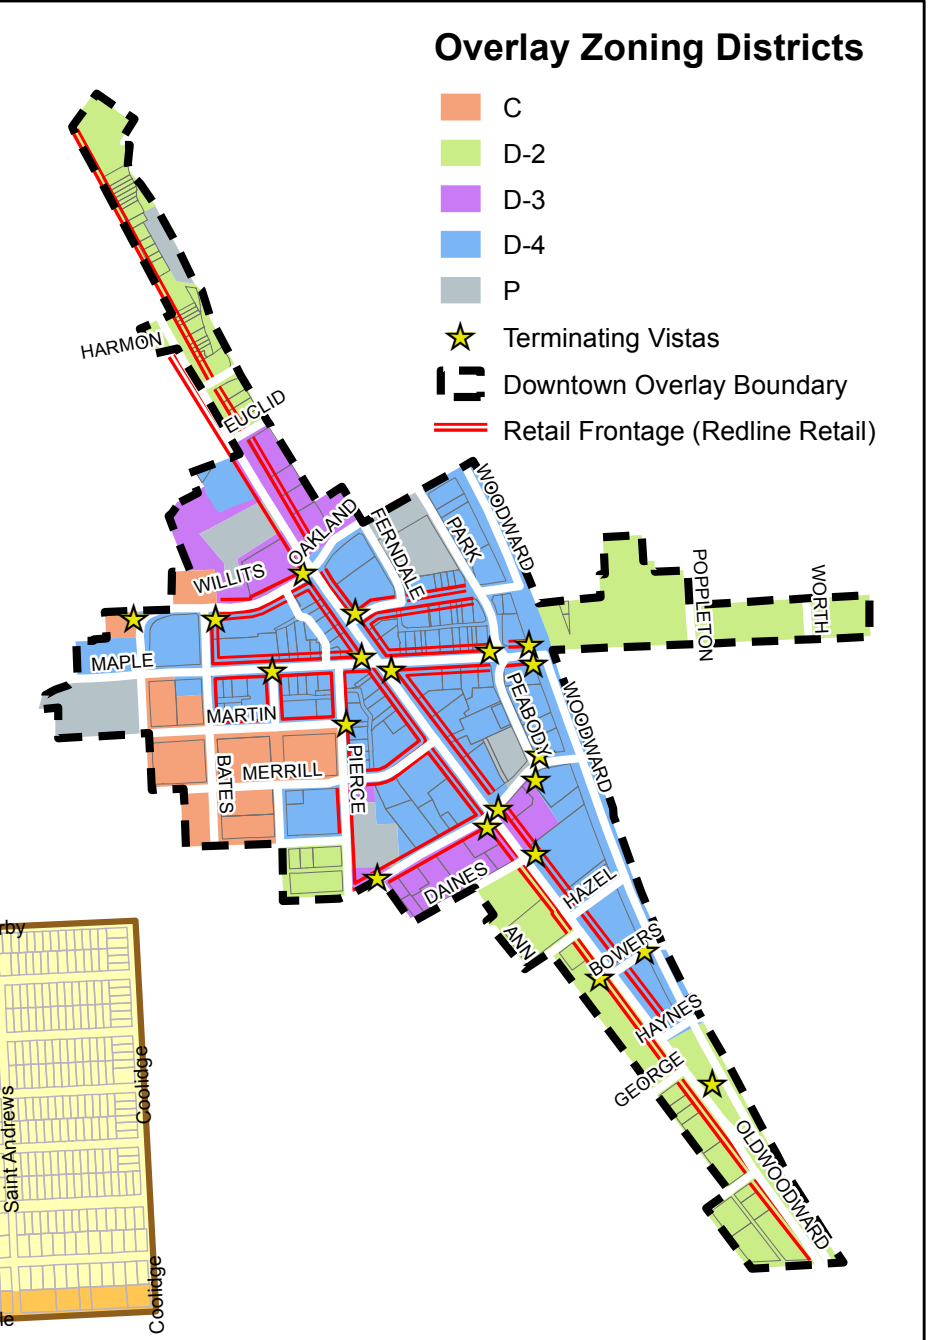 Overlay Zoning Districts
C
D-2
D-3
D-4
P
Terminating Vistas
Downtown Overlay Boundary
Retail Frontage (Redline Retail)
HARMON
EUCLID
WOODWARD
OAKLAND
FERNDALE
PARK
WILLITS
POPPLETON
WORTH
MAPLE
PEABODY
WOODWARD
MARTIN
PIERCE
BATES
MERRILL
DAINES
HAZEL
ANN
BOWERS
HAYNES
GEORGE
OLDWOODWARD
rby
Coolidge
Saint Andrews
Coolidge
le